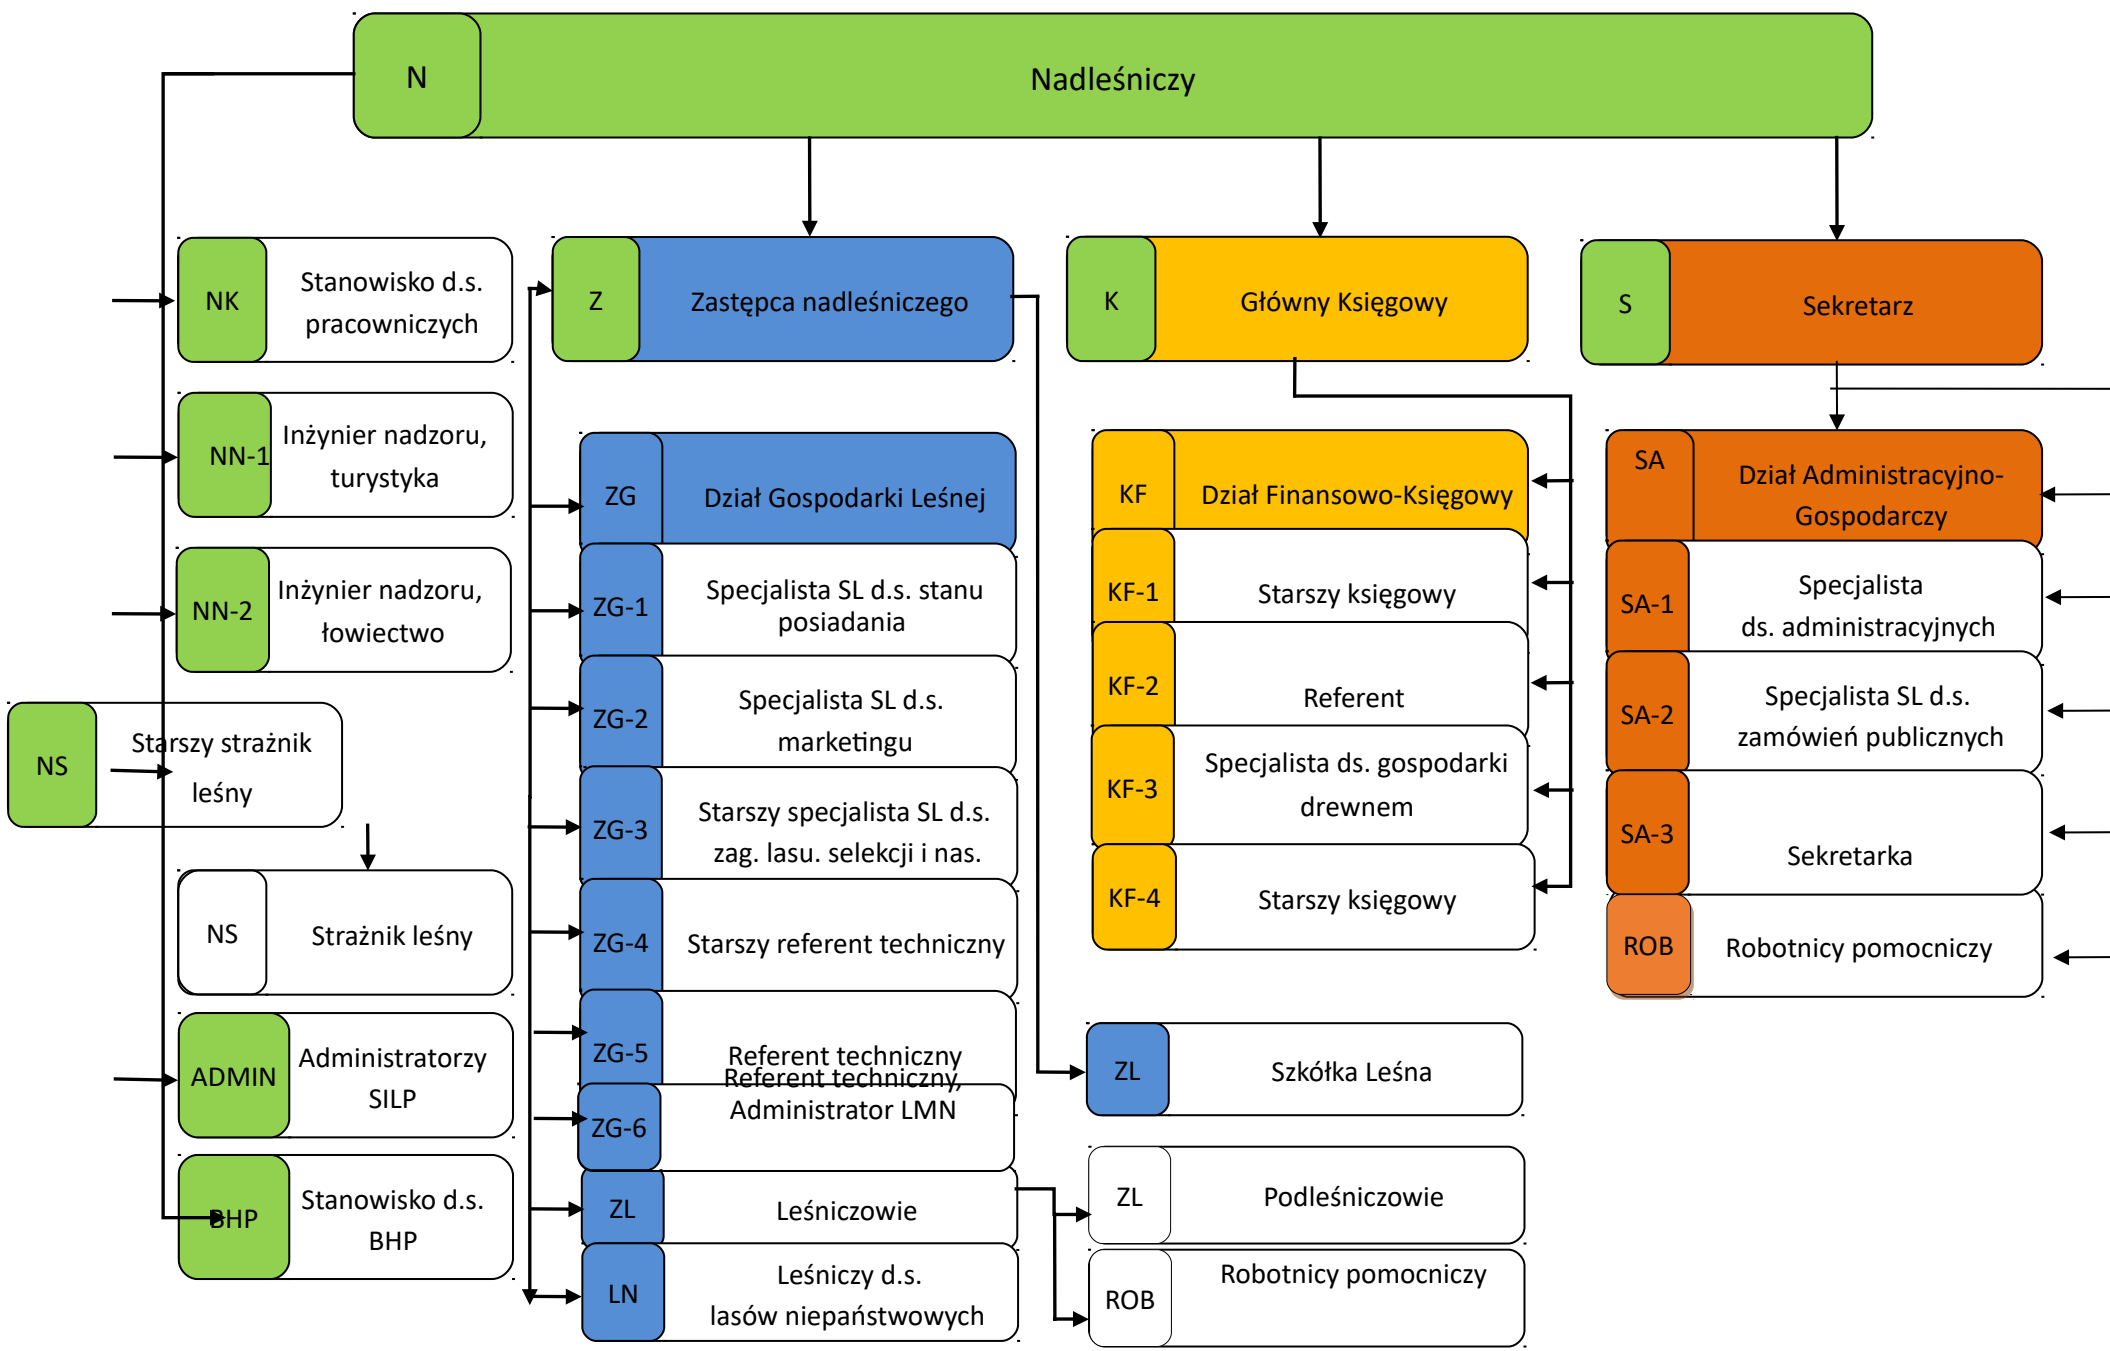 N
Nadleśniczy
NK
Stanowisko d.s.
pracowniczych
NN-1
Inżynier nadzoru,
turystyka
NN-2
Inżynier nadzoru,
łowiectwo
NS
Starszy strażnik
leśny
NS
Strażnik leśny
ADMIN
Administratorzy
SILP
BHP
Stanowisko d.s.
BHP
Z
Zastępca nadleśniczego
ZG
Dział Gospodarki Leśnej
ZG-1
Specjalista SL d.s. stanu
posiadania
ZG-2
Specjalista SL d.s.
marketingu
ZG-3
Starszy specjalista SL d.s.
zag. lasu. selekcji i nas.
ZG-4
Starszy referent techniczny
ZG-5
Referent techniczny
ZG-6
Referent techniczny,
Administrator LMN
ZL
Leśniczowie
LN
Leśniczy d.s.
lasów niepaństwowych
K
Główny Księgowy
KF
Dział Finansowo-Księgowy
KF-1
Starszy księgowy
KF-2
Referent
KF-3
Specjalista ds. gospodarki
drewnem
KF-4
Starszy księgowy
ZL
Szkółka Leśna
ZL
Podleśniczowie
ROB
Robotnicy pomocniczy
S
Sekretarz
SA
Dział Administracyjno-
Gospodarczy
SA-1
Specjalista
ds. administracyjnych
SA-2
Specjalista SL d.s.
zamówień publicznych
SA-3
Sekretarka
ROB
Robotnicy pomocniczy